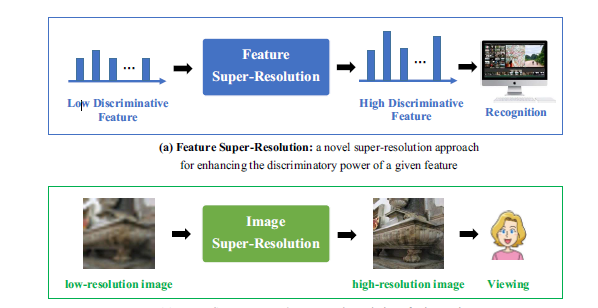 Feature
Super-Resolution
...
...
Low Discriminative
Feature
High Discriminative
Feature
Recognition
(a) Feature Super-Resolution: a novel super-resolution approach
for enhancing the discriminatory power of a given feature
Image
Super-Resolution
low-resolution image
high-resolution image
Viewing